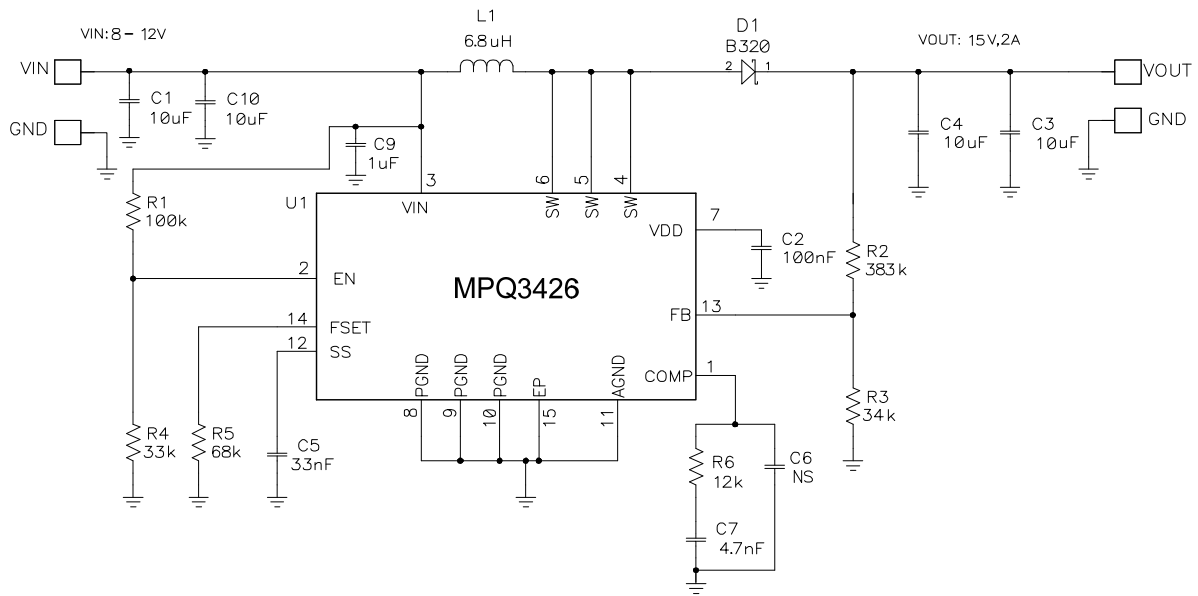 VIN:8- 12V
L1
6.8uH
D1
B320
2 1
VOUT: 15V,2A
VIN
VOUT
C1
10uF
C10
10uF
GND
C9
1uF
C4
10uF
C3
10uF
GND
R1
100k
U1
3
VIN
6
SW
5
SW
4
SW
7
VDD
C2
100nF
R2
383k
2
EN
MPQ3426
13
FB
14
FSET
12
SS
1
COMP
PGND
8
PGND
9
PGND
10
EP
15
AGND
11
R3
34k
R4
33k
R5
68k
C5
33nF
R6
12k
C6
NS
C7
4.7nF